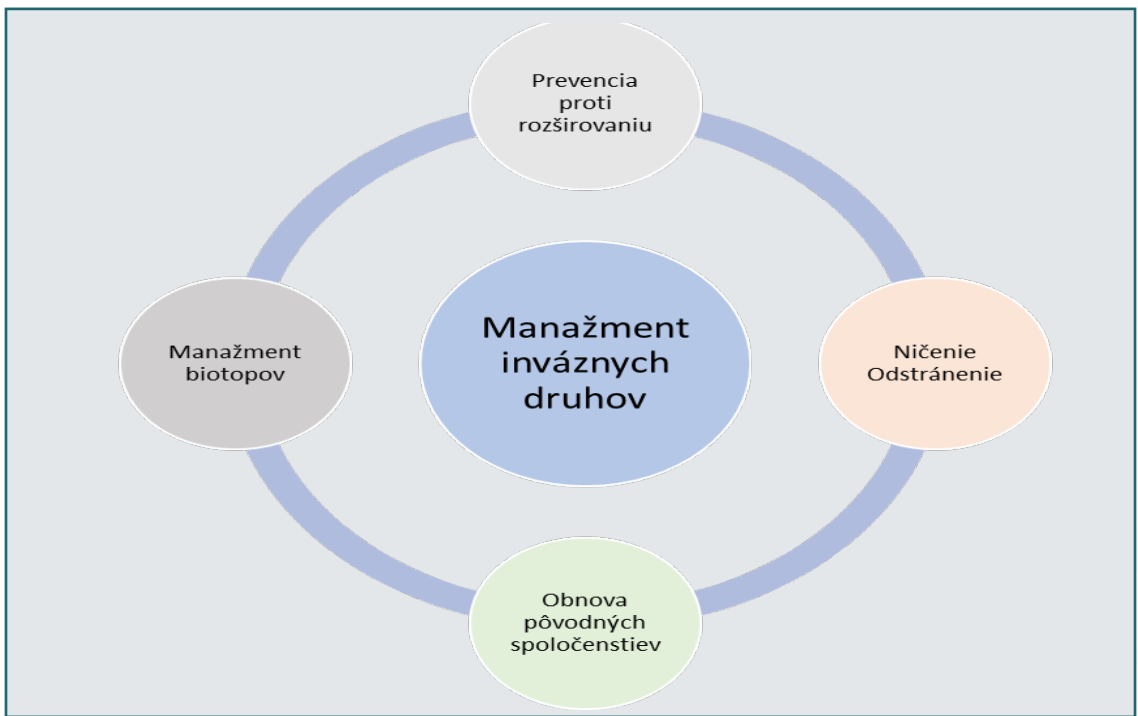 Prevencia
proti
rozširovaniu
Manažment
inváznych
druhov
Manažment
biotopov
Ničenie
Odstránenie
Obnova
pôvodných
spoločenstiev